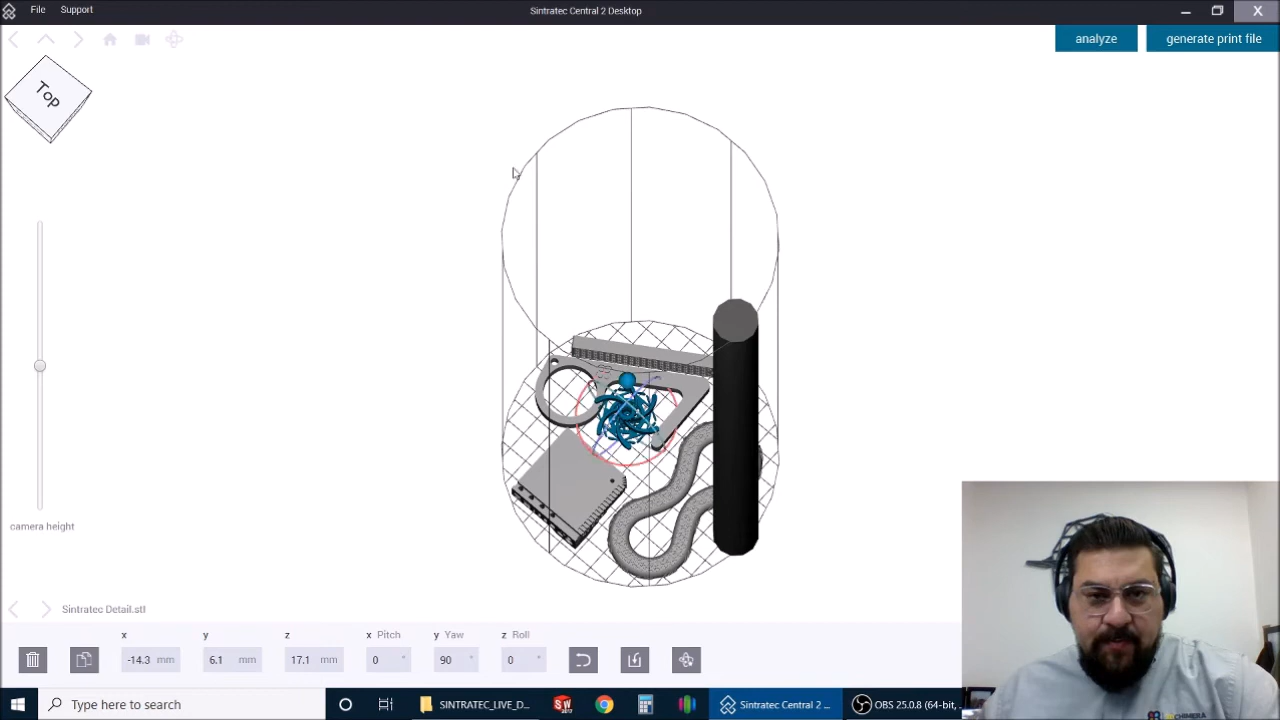 File Support
Sintratec Central 2 Desktop
analyze
generate print file
Top
camera height
Sintratec Detail.stl
x y z x Pitch y Yaw z Roll
-14.3 mm 6.1 mm 17.1 mm 0 ° 90 ° 0 °
Type here to search
SINTRATEC_LIVE_D...
SW
2017
Sintratec Central 2 ...
OBS 25.0.8 (64-bit,